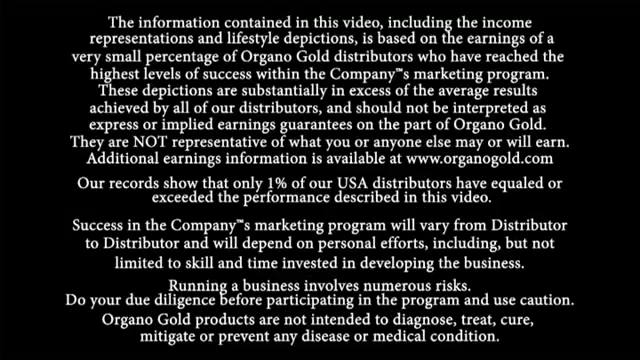 The information contained in this video, including the income
representations and lifestyle depictions, is based on the earnings of a
very small percentage of Organo Gold distributors who have reached the
highest levels of success within the Company™s marketing program.
These depictions are substantially in excess of the average results
achieved by all of our distributors, and should not be interpreted as
express or implied earnings guarantees on the part of Organo Gold.
They are NOT representative of what you or anyone else may or will earn.
Additional earnings information is available at www.organogold.com
Our records show that only 1% of our USA distributors have equaled or
exceeded the performance described in this video.
Success in the Company™s marketing program will vary from Distributor
to Distributor and will depend on personal efforts, including, but not
limited to skill and time invested in developing the business.
Running a business involves numerous risks.
Do your due diligence before participating in the program and use caution.
Organo Gold products are not intended to diagnose, treat, cure,
mitigate or prevent any disease or medical condition.